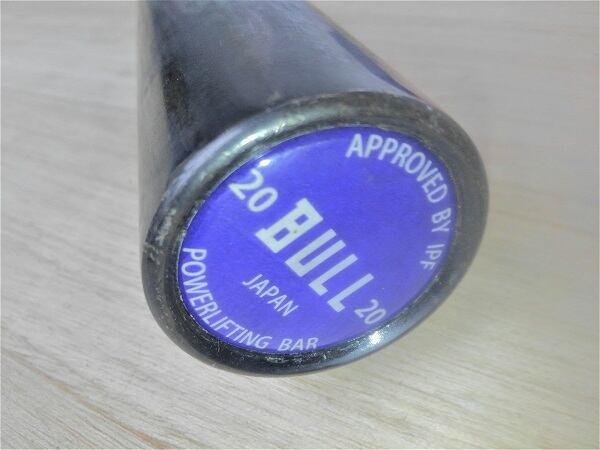 APPROVED BY IPF
20
BULL
20
JAPAN
POWERLIFTING BAR